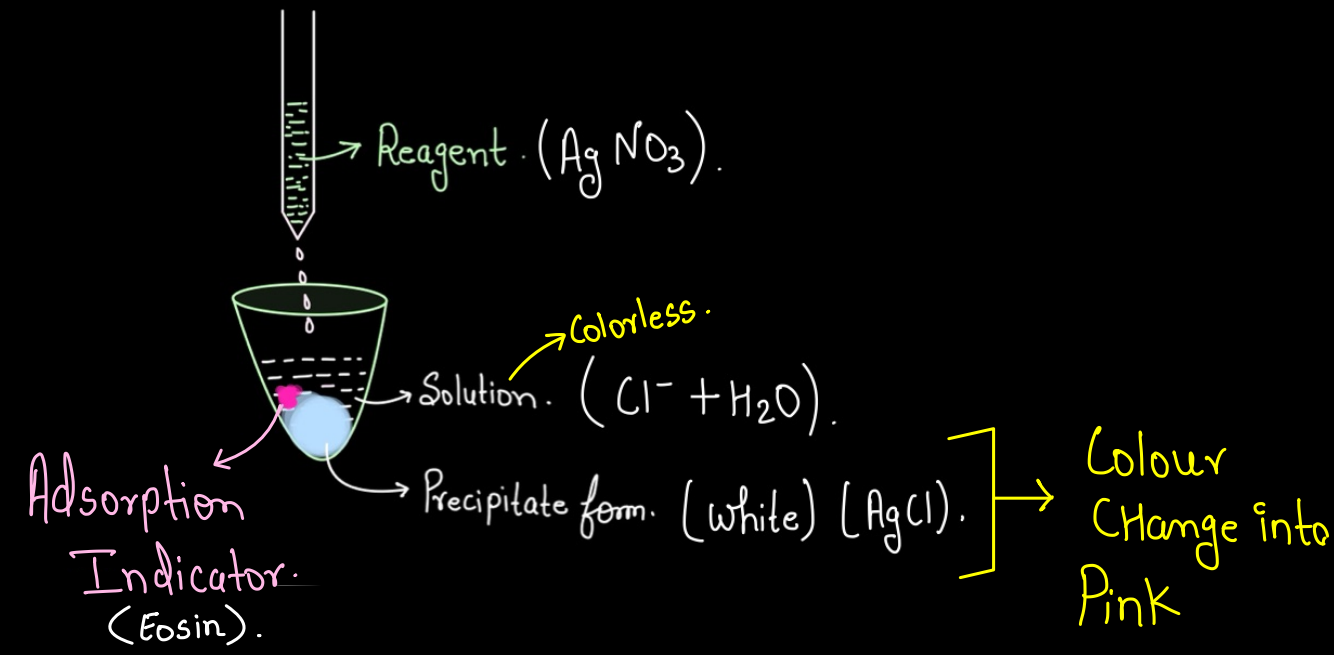 Reagent. (AgNO3).
Colorless.
Solution. (Cl⁻ + H2O).
Precipitate form. (white) (AgCl).
Adsorption
Indicator.
(Eosin).
Colour
CHange into
Pink